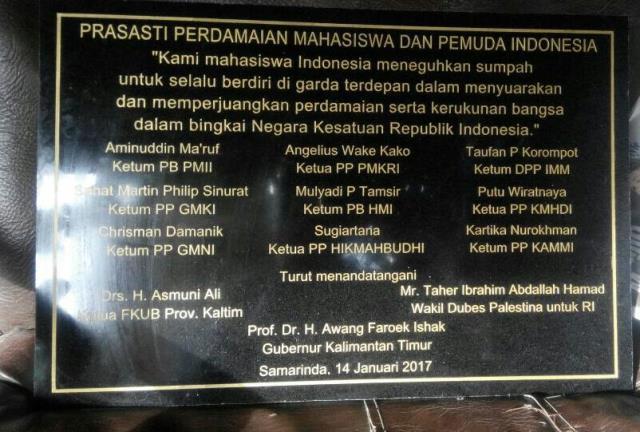 PRASASTI PERDAMAIAN MAHASISWA DAN PEMUDA INDONESIA
"Kami mahasiswa Indonesia meneguhkan sumpah
untuk selalu berdiri di garda terdepan dalam menyuarakan
dan memperjuangkan perdamaian serta kerukunan bangsa
dalam bingkai Negara Kesatuan Republik Indonesia."
Aminuddin Ma'ruf Angelius Wake Kako Taufan P Korompot
Ketum PB PMII Ketua PP PMKRI Ketum DPP IMM
Sahat Martin Philip Sinurat Mulyadi P Tamsir Putu Wiratnaya
Ketum PP GMKI Ketum PB HMI Ketua PP KMHDI
Chrisman Damanik Sugiartana Kartika Nurokhman
Ketum PP GMNI Ketua PP HIKMAHBUDHI Ketum PP KAMMI
Turut menandatangani
Drs. H. Asmuni Ali Mr. Taher Ibrahim Abdallah Hamad
Ketua FKUB Prov. Kaltim Wakil Dubes Palestina untuk RI
Prof. Dr. H. Awang Faroek Ishak
Gubernur Kalimantan Timur
Samarinda, 14 Januari 2017